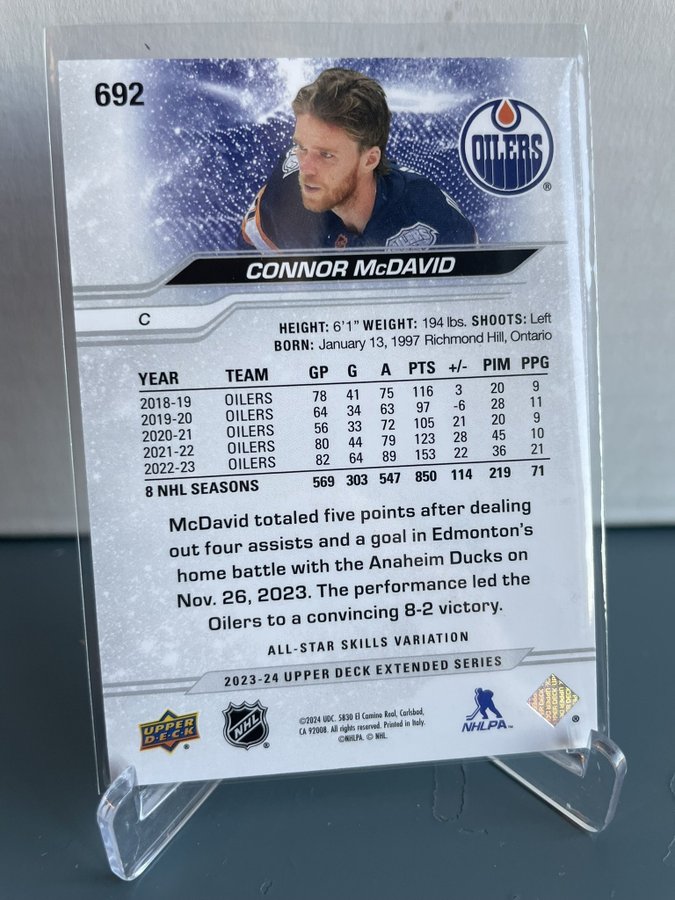 692
OILERS
®
CONNOR McDAVID
C
HEIGHT: 6'1" WEIGHT: 194 lbs. SHOOTS: Left
BORN: January 13, 1997 Richmond Hill, Ontario
YEAR TEAM GP G A PTS +/- PIM PPG
2018-19 OILERS 78 41 75 116 3 20 9
2019-20 OILERS 64 34 63 97 -6 28 11
2020-21 OILERS 56 33 72 105 21 20 9
2021-22 OILERS 80 44 79 123 28 45 10
2022-23 OILERS 82 64 89 153 22 36 21
8 NHL SEASONS 569 303 547 850 114 219 71
McDavid totaled five points after dealing
out four assists and a goal in Edmonton's
home battle with the Anaheim Ducks on
Nov. 26, 2023. The performance led the
Oilers to a convincing 8-2 victory.
ALL-STAR SKILLS VARIATION
2023-24 UPPER DECK EXTENDED SERIES
UPPER DECK ®
NHL ®
©2024 UDC. 5830 El Camino Real, Carlsbad,
CA 92008. All rights reserved. Printed in Italy.
©NHLPA. © NHL.
NHLPA™
UPPER DECK
®